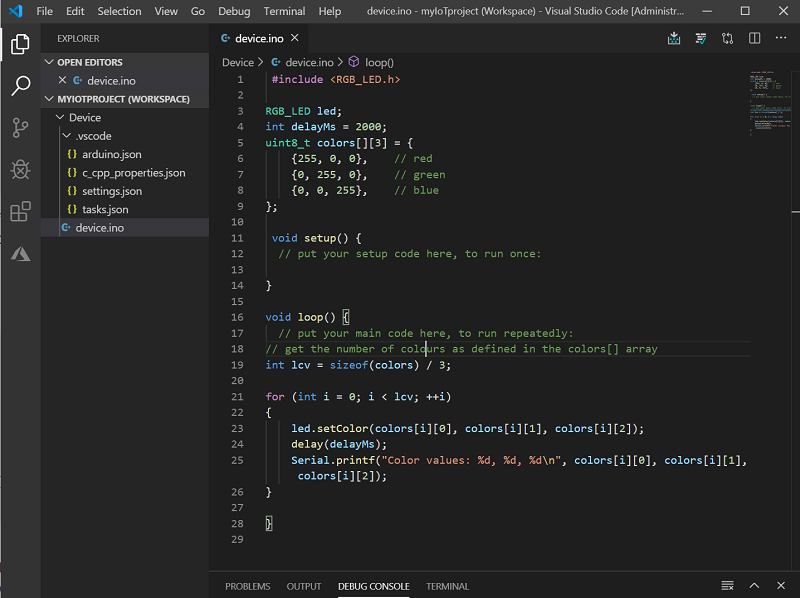 File Edit Selection View Go Debug Terminal Help device.ino - myIoTproject (Workspace) - Visual Studio Code [Administr...
EXPLORER
OPEN EDITORS
device.ino
MYIOTPROJECT (WORKSPACE)
Device
.vscode
{} arduino.json
{} c_cpp_properties.json
{} settings.json
{} tasks.json
device.ino
device.ino
Device > device.ino > loop()
1 #include <RGB_LED.h>
2
3 RGB_LED led;
4 int delayMs = 2000;
5 uint8_t colors[][3] = {
6 {255, 0, 0}, // red
7 {0, 255, 0}, // green
8 {0, 0, 255}, // blue
9 };
10
11 void setup() {
12 // put your setup code here, to run once:
13
14 }
15
16 void loop() {
17 // put your main code here, to run repeatedly:
18 // get the number of colours as defined in the colors[] array
19 int lcv = sizeof(colors) / 3;
20
21 for (int i = 0; i < lcv; ++i)
22 {
23 led.setColor(colors[i][0], colors[i][1], colors[i][2]);
24 delay(delayMs);
25 Serial.printf("Color values: %d, %d, %d\n", colors[i][0], colors[i][1],
colors[i][2]);
26 }
27
28 }
29
PROBLEMS OUTPUT DEBUG CONSOLE TERMINAL